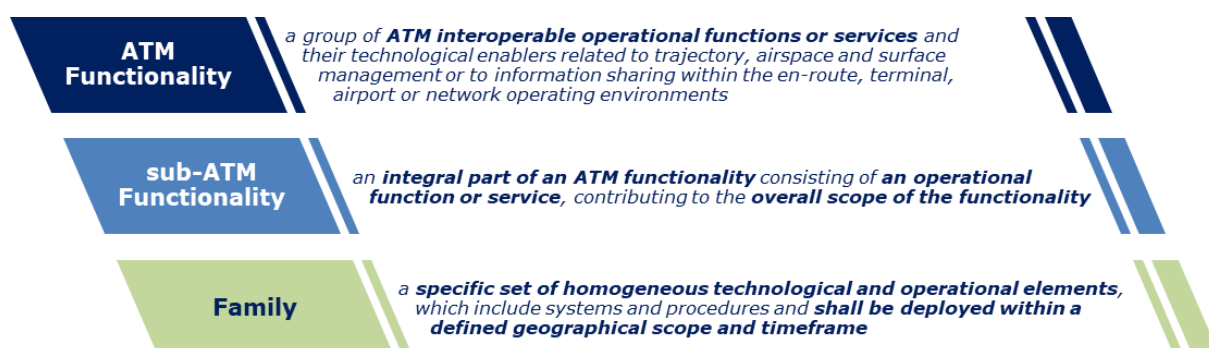 ATM
Functionality
a group of ATM interoperable operational functions or services and
their technological enablers related to trajectory, airspace and surface
management or to information sharing within the en-route, terminal,
airport or network operating environments
sub-ATM
Functionality
an integral part of an ATM functionality consisting of an operational
function or service, contributing to the overall scope of the functionality
Family
a specific set of homogeneous technological and operational elements,
which include systems and procedures and shall be deployed within a
defined geographical scope and timeframe